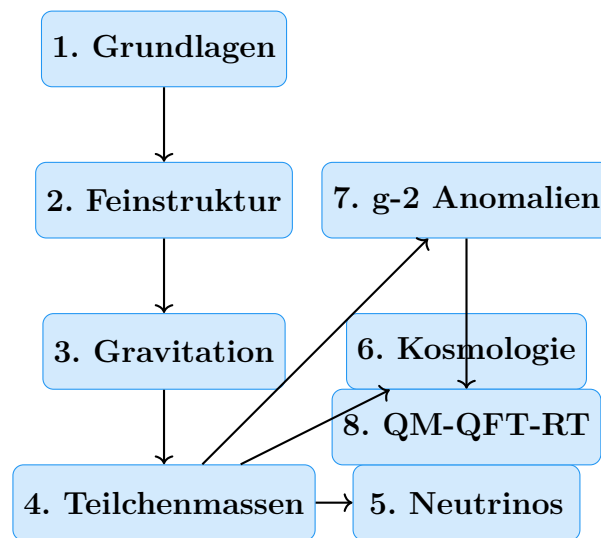 1. Grundlagen
2. Feinstruktur
7. g-2 Anomalien
3. Gravitation
6. Kosmologie
8. QM-QFT-RT
4. Teilchenmassen
5. Neutrinos